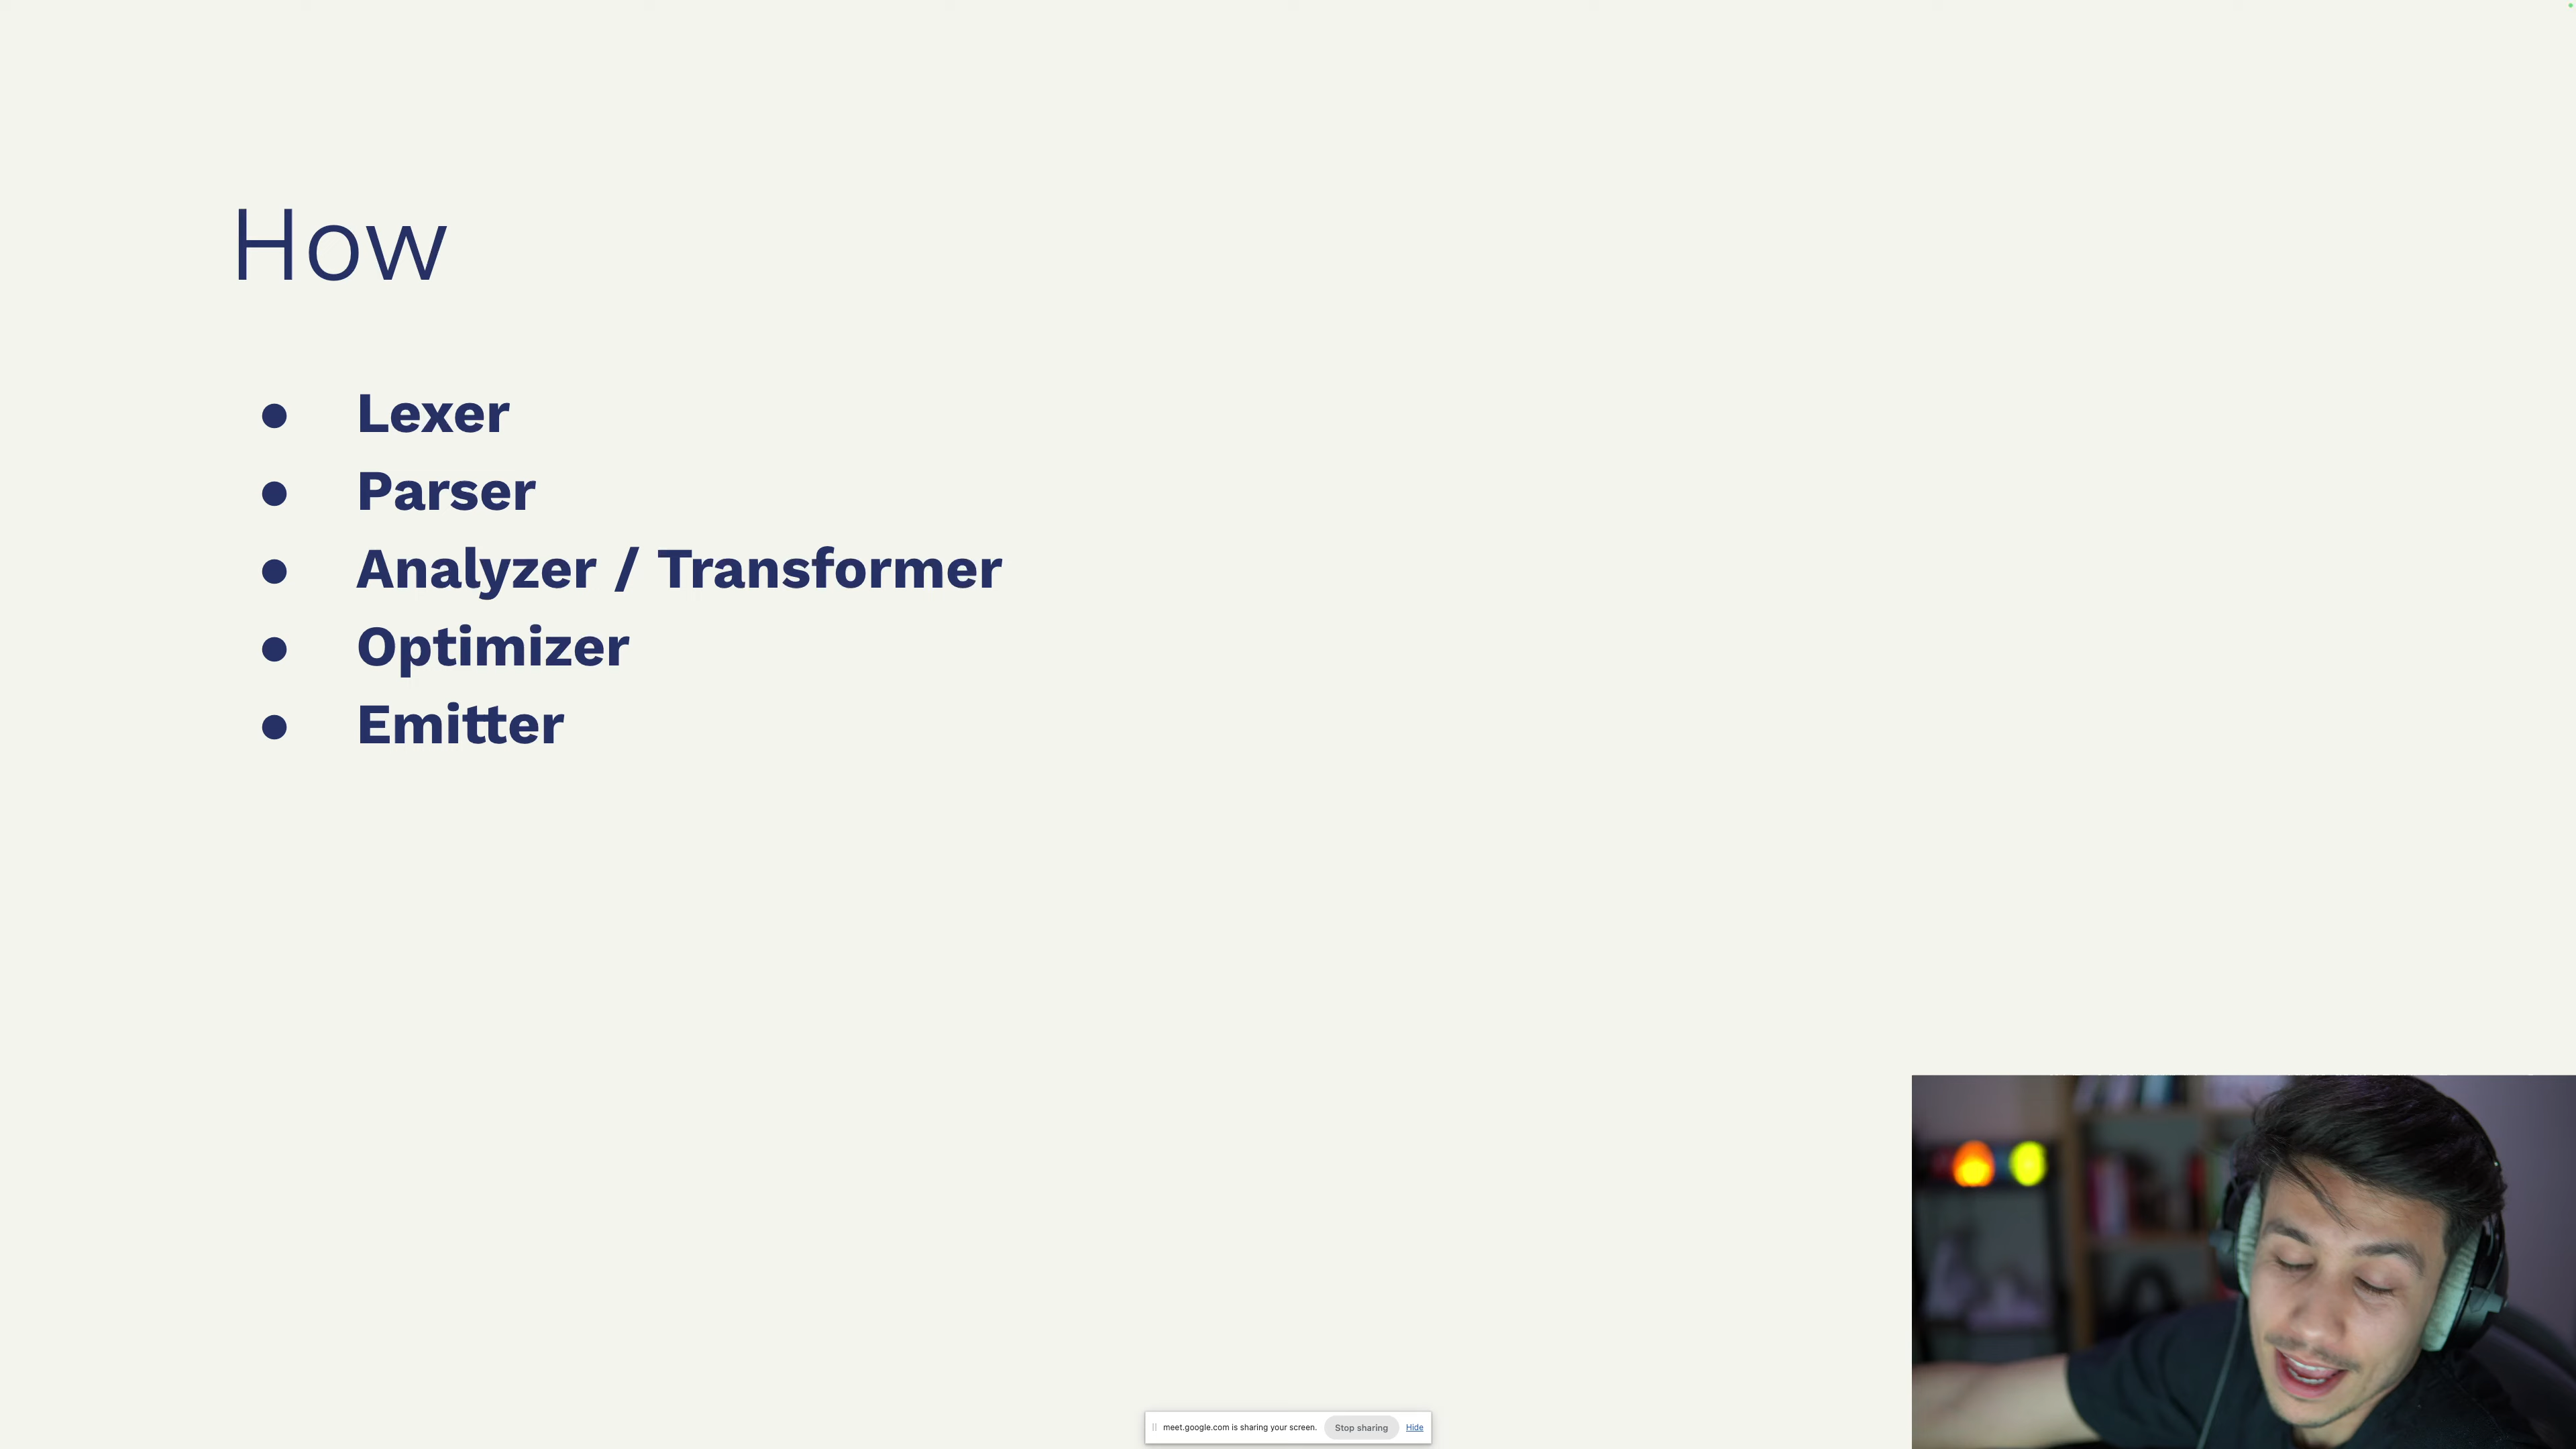 How
● Lexer
● Parser
● Analyzer / Transformer
● Optimizer
● Emitter
meet.google.com is sharing your screen. Stop sharing Hide